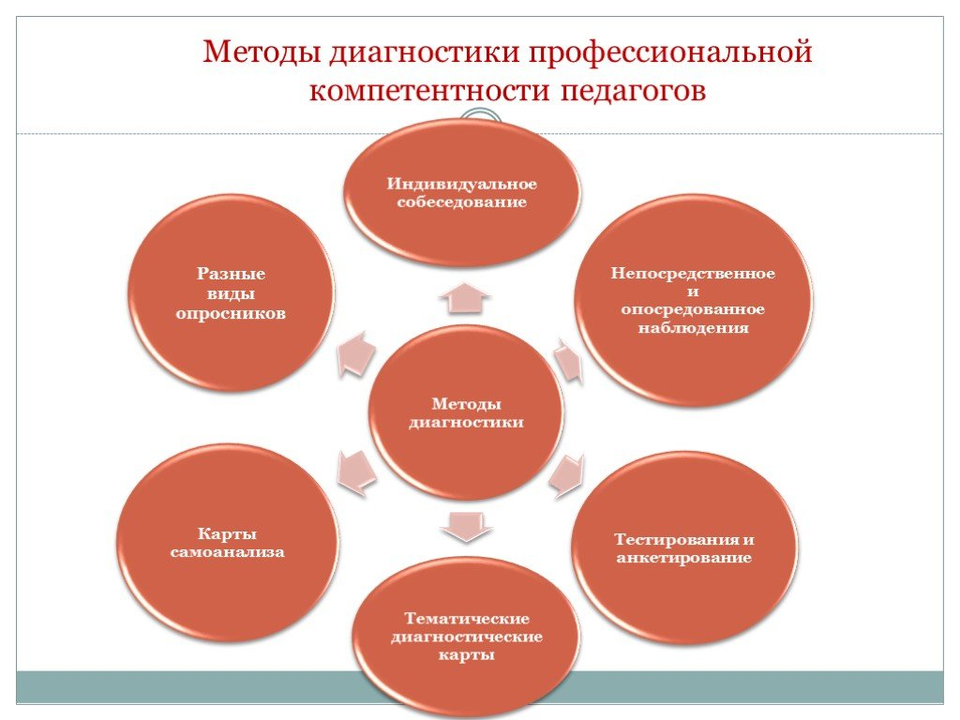 Методы диагностики профессиональной
компетентности педагогов
Индивидуальное
собеседование
Непосредственное
и
опосредованное
наблюдения
Тестирования и
анкетирование
Тематические
диагностические
карты
Карты
самоанализа
Разные
виды
опросников
Методы
диагностики